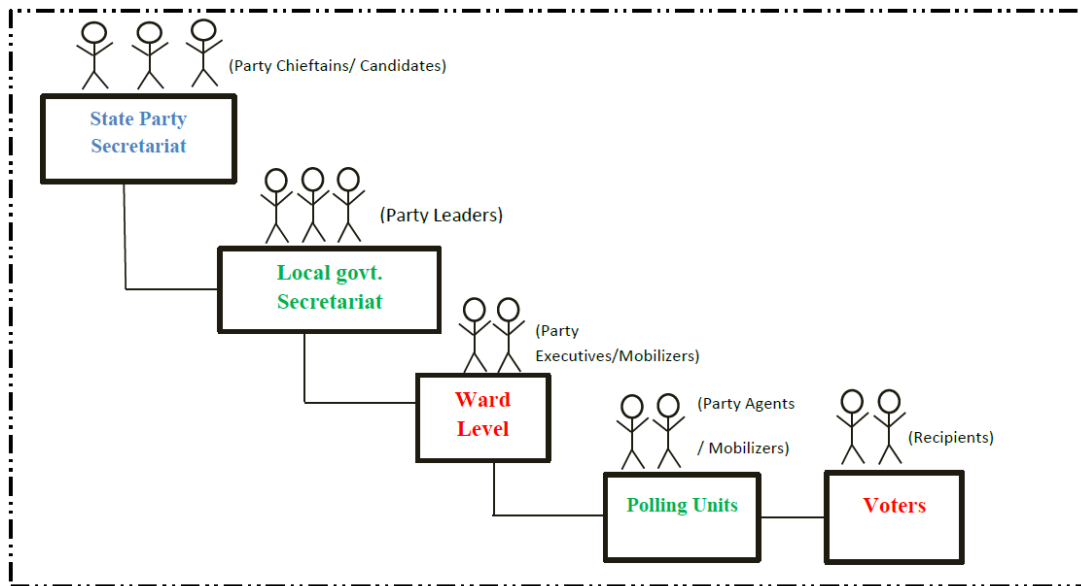 (Party Chieftains/ Candidates)
State Party
Secretariat
(Party Leaders)
Local govt.
Secretariat
(Party
Executives/Mobilizers)
Ward
Level
(Party Agents
/ Mobilizers)
Polling Units
(Recipients)
Voters